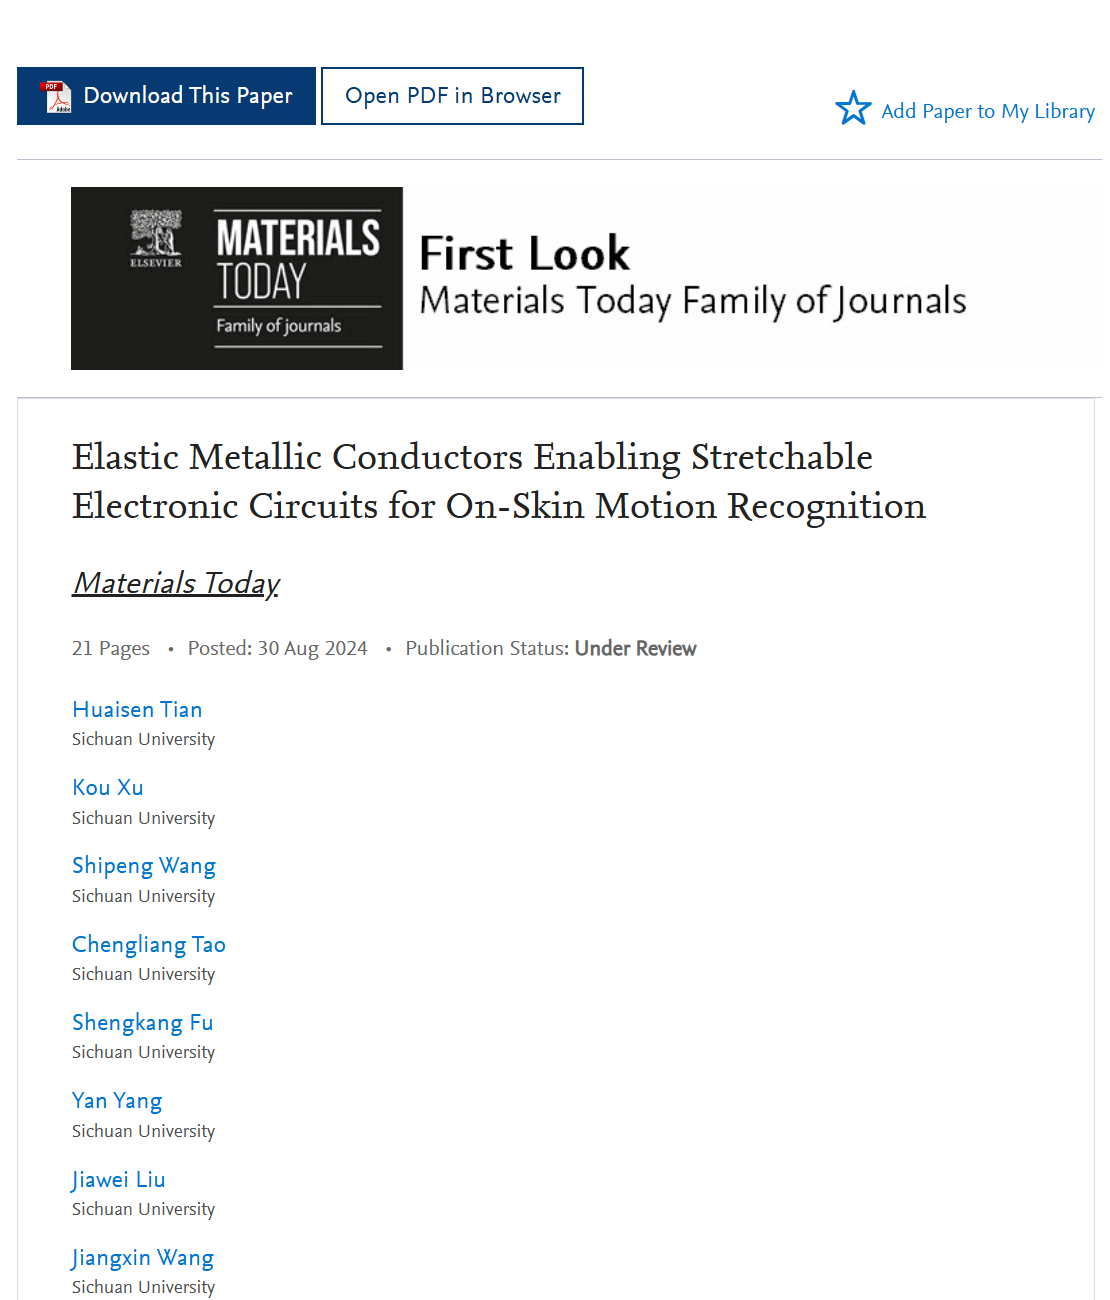 Download This Paper
Open PDF in Browser
Add Paper to My Library
PDF
Adobe
ELSEVIER
MATERIALS
TODAY
Family of journals
First Look
Materials Today Family of Journals
Elastic Metallic Conductors Enabling Stretchable
Electronic Circuits for On-Skin Motion Recognition
Materials Today
21 Pages • Posted: 30 Aug 2024 • Publication Status: Under Review
Huaisen Tian
Sichuan University
Kou Xu
Sichuan University
Shipeng Wang
Sichuan University
Chengliang Tao
Sichuan University
Shengkang Fu
Sichuan University
Yan Yang
Sichuan University
Jiawei Liu
Sichuan University
Jiangxin Wang
Sichuan University